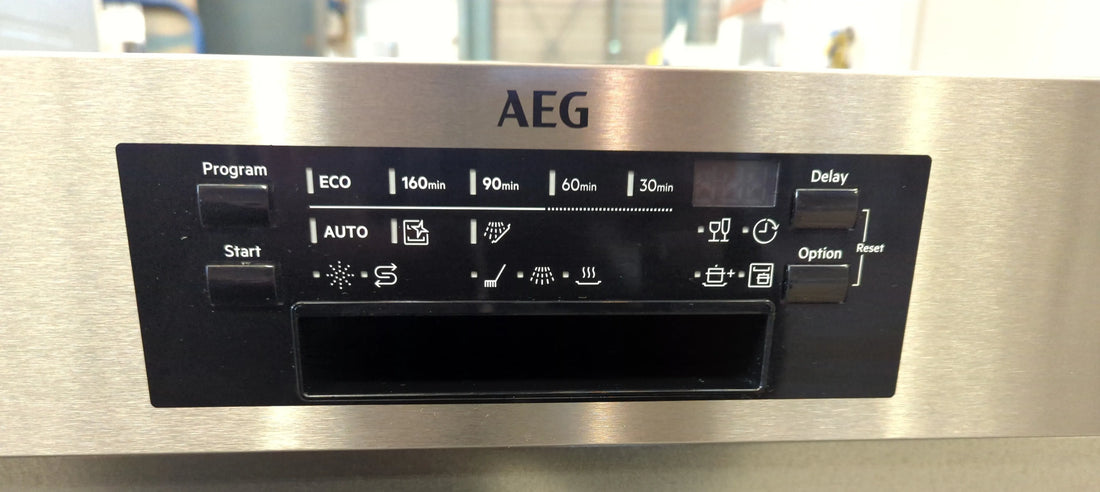 AEG
Program
ECO 160min 90min 60min 30min
Delay
AUTO
Start
Option
Reset